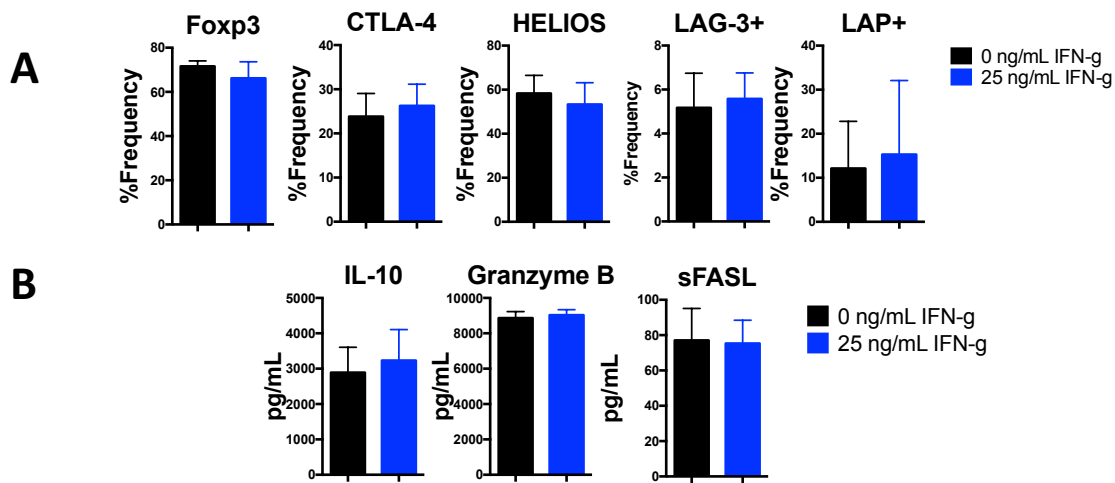 A
Foxp3
%Frequency
80
60
40
20
0
CTLA-4
%Frequency
40
30
20
10
0
HELIOS
%Frequency
80
60
40
20
0
LAG-3+
%Frequency
8
6
4
2
0
LAP+
%Frequency
40
30
20
10
0
0 ng/mL IFN-g
25 ng/mL IFN-g
B
IL-10
pg/mL
5000
4000
3000
2000
1000
0
Granzyme B
pg/mL
10000
8000
6000
4000
2000
0
sFASL
pg/mL
100
80
60
40
20
0
0 ng/mL IFN-g
25 ng/mL IFN-g